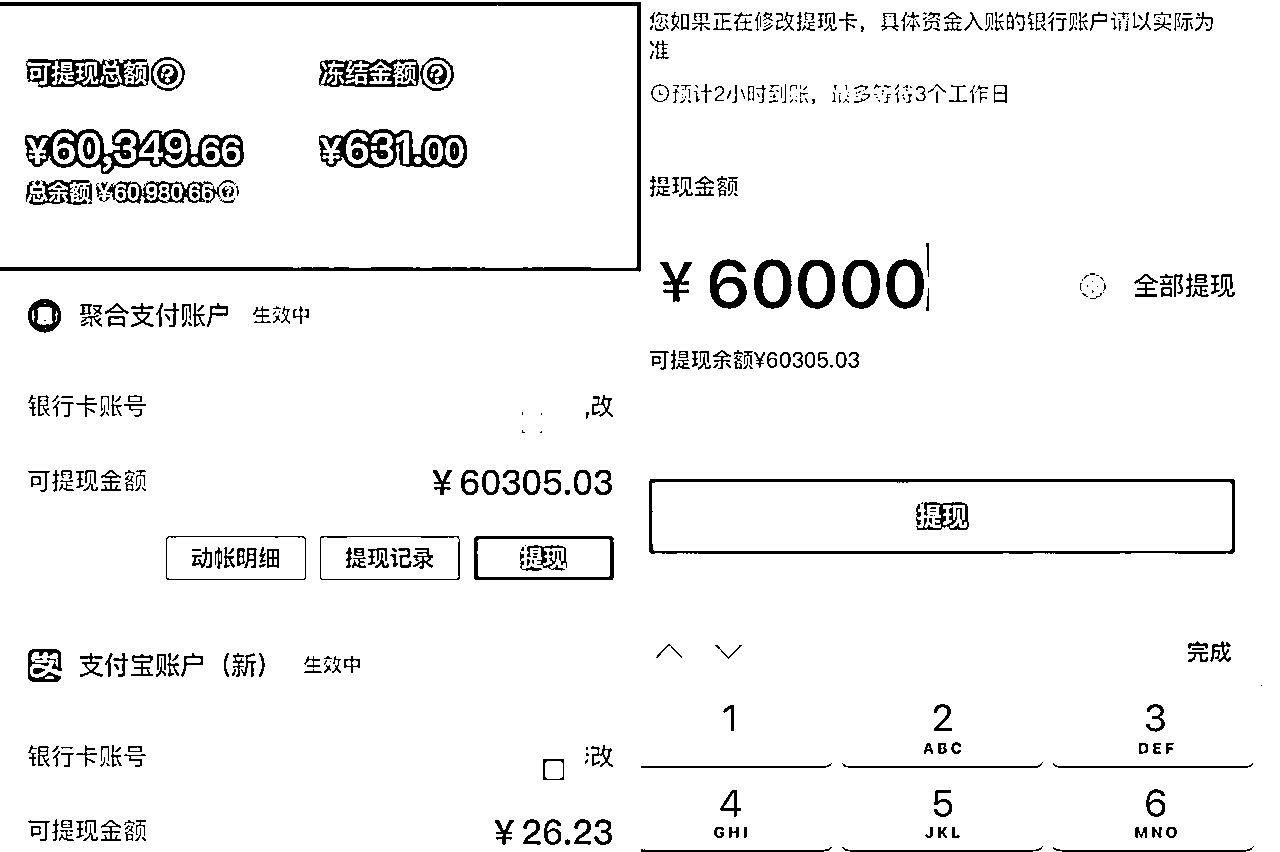 可提现总额?
冻结金额?
¥60,349.66
¥631.00
总余额 ¥60,980.66?
聚合支付账户 生效中
银行卡账号
改
可提现金额
¥60305.03
动帐明细
提现记录
提现
支付宝账户（新） 生效中
银行卡账号
改
可提现金额
¥26.23
您如果正在修改提现卡，具体资金入账的银行账户请以实际为
准
预计2小时到账，最多等待3个工作日
提现金额
¥60000
全部提现
可提现余额¥60305.03
提现
完成
1
2
ABC
3
DEF
4
GHI
5
JKL
6
MNO